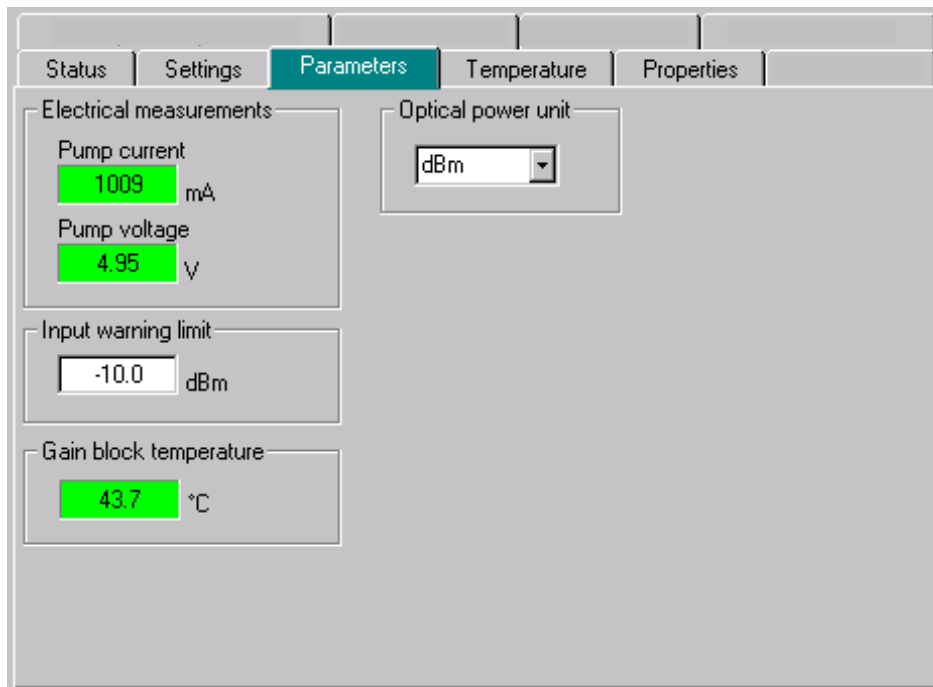 Status Settings Parameters Temperature Properties
Electrical measurements
Pump current
1009 mA
Pump voltage
4.95 V
Input warning limit
-10.0 dBm
Gain block temperature
43.7 °C
Optical power unit
dBm